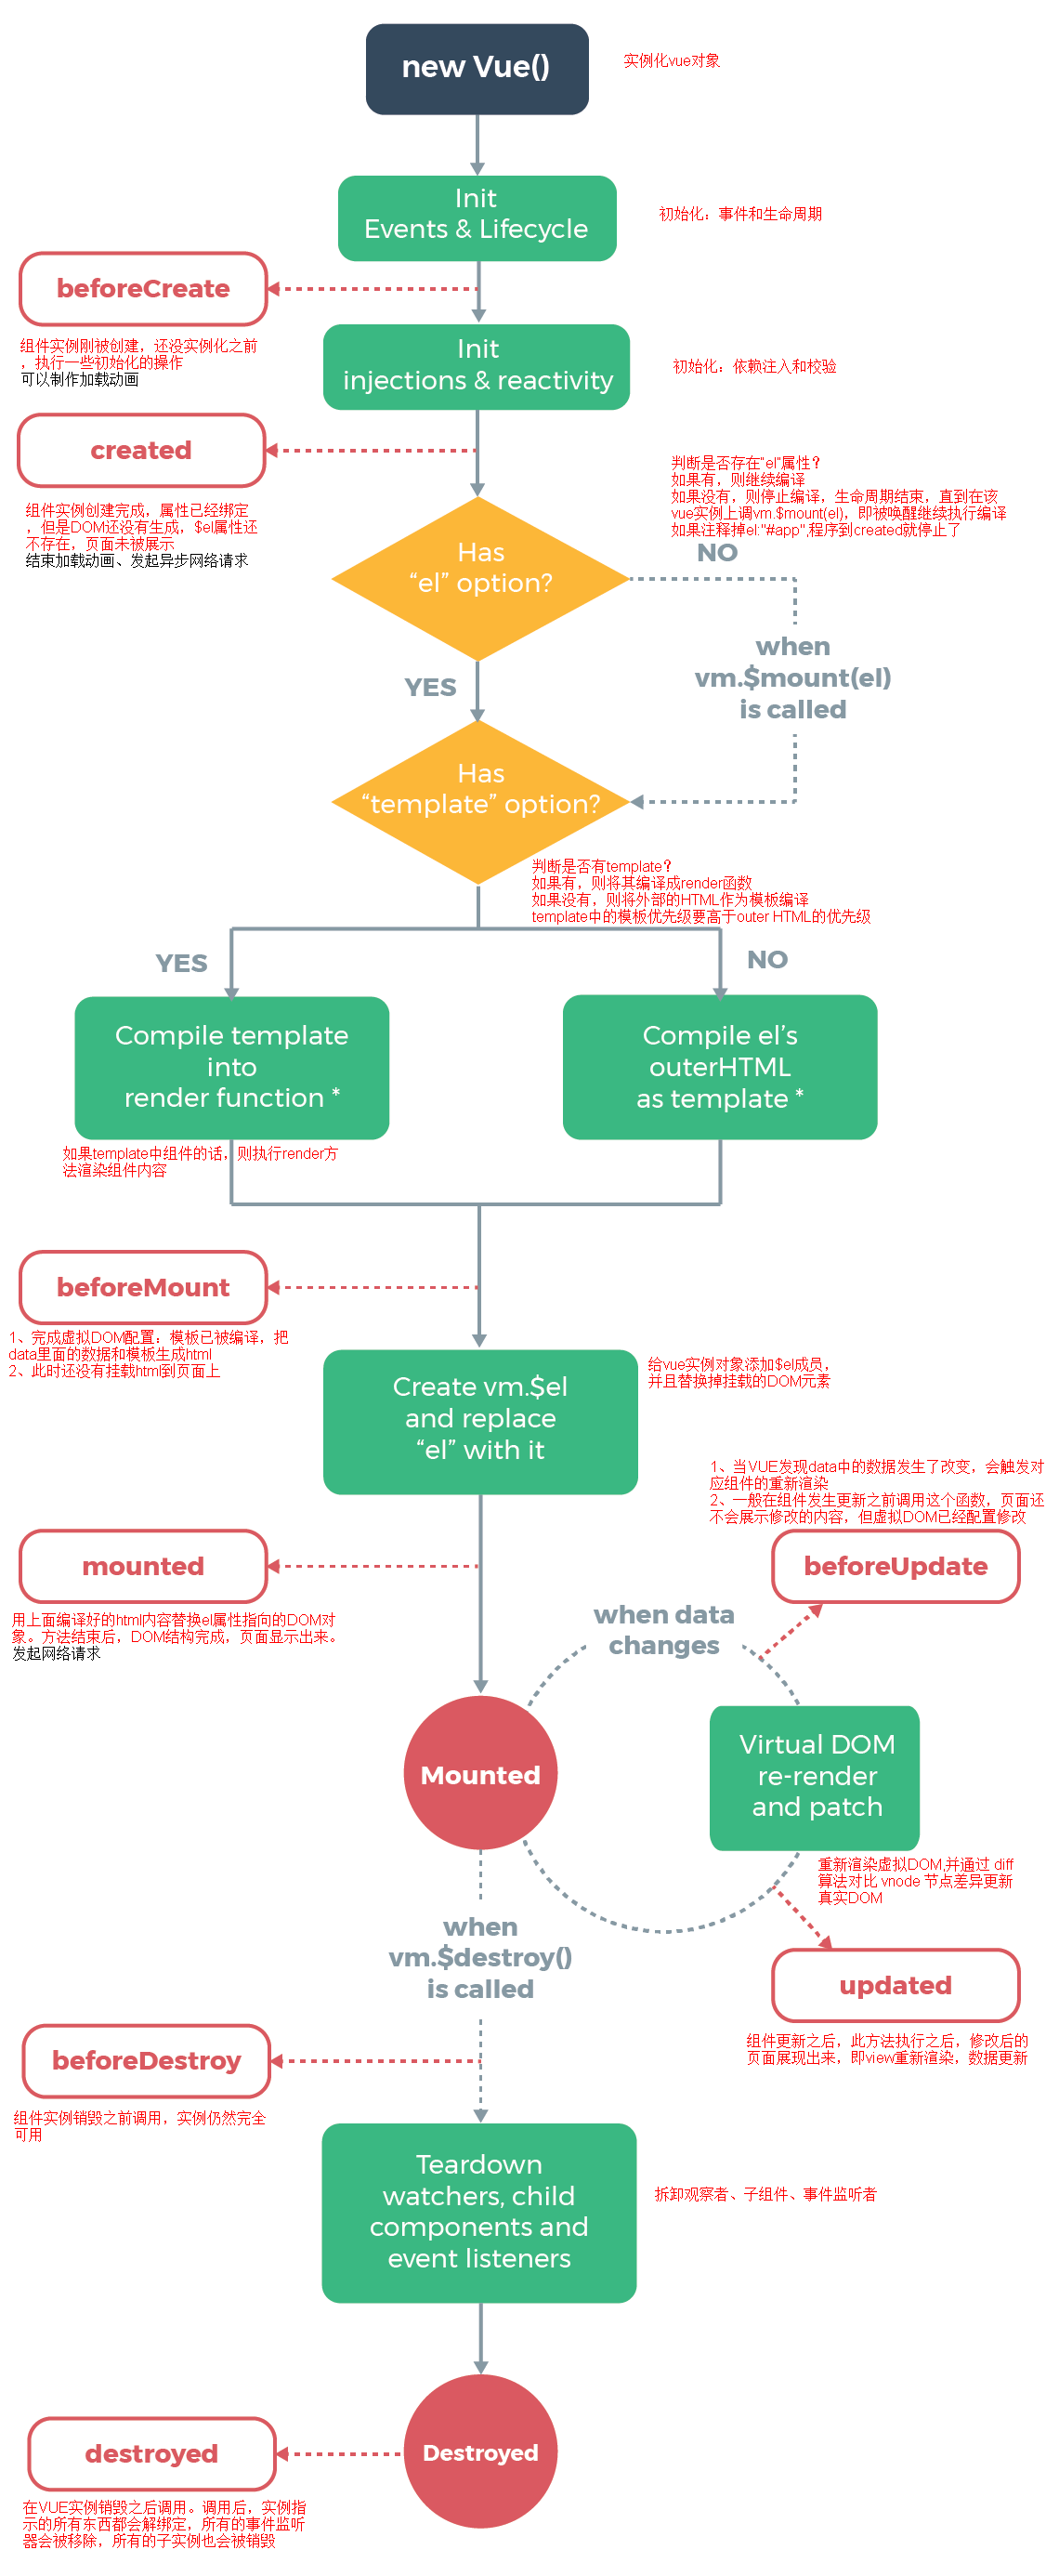 new Vue()
实例化vue对象
Init
Events & Lifecycle
初始化：事件和生命周期
beforeCreate
组件实例刚被创建，还没实例化之前
，执行一些初始化的操作
可以制作加载动画
Init
injections & reactivity
初始化：依赖注入和校验
created
组件实例创建完成，属性已经绑定
，但是DOM还没有生成，$el属性还
不存在，页面未被展示
结束加载动画、发起异步网络请求
判断是否存在"el"属性？
如果有，则继续编译
如果没有，则停止编译，生命周期结束，直到在该
vue实例上调vm.$mount(el)，即被唤醒继续执行编译
如果注释掉el:"#app",程序到created就停止了
Has
“el” option?
NO
when
vm.$mount(el)
is called
YES
Has
“template” option?
判断是否有template？
如果有，则将其编译成render函数
如果没有，则将外部的HTML作为模板编译
template中的模板优先级要高于outer HTML的优先级
YES
NO
Compile template
into
render function *
Compile el’s
outerHTML
as template *
如果template中组件的话，则执行render方
法渲染组件内容
beforeMount
1、完成虚拟DOM配置：模板已被编译，把
data里面的数据和模板生成html
2、此时还没有挂载html到页面上
Create vm.$el
and replace
“el” with it
给vue实例对象添加$el成员，
并且替换掉挂载的DOM元素
1、当VUE发现data中的数据发生了改变，会触发对
应组件的重新渲染
2、一般在组件发生更新之前调用这个函数，页面还
不会展示修改的内容，但虚拟DOM已经配置修改
beforeUpdate
mounted
用上面编译好的html内容替换el属性指向的DOM对
象。方法结束后，DOM结构完成，页面显示出来。
发起网络请求
when data
changes
Mounted
Virtual DOM
re-render
and patch
重新渲染虚拟DOM,并通过 diff
算法对比 vnode 节点差异更新
真实DOM
when
vm.$destroy()
is called
updated
组件更新之后，此方法执行之后，修改后的
页面展现出来，即view重新渲染，数据更新
beforeDestroy
组件实例销毁之前调用，实例仍然完全
可用
Teardown
watchers, child
components and
event listeners
拆卸观察者、子组件、事件监听者
destroyed
Destroyed
在VUE实例销毁之后调用。调用后，实例指
示的所有东西都会解绑定，所有的事件监听
器会被移除，所有的子实例也会被销毁